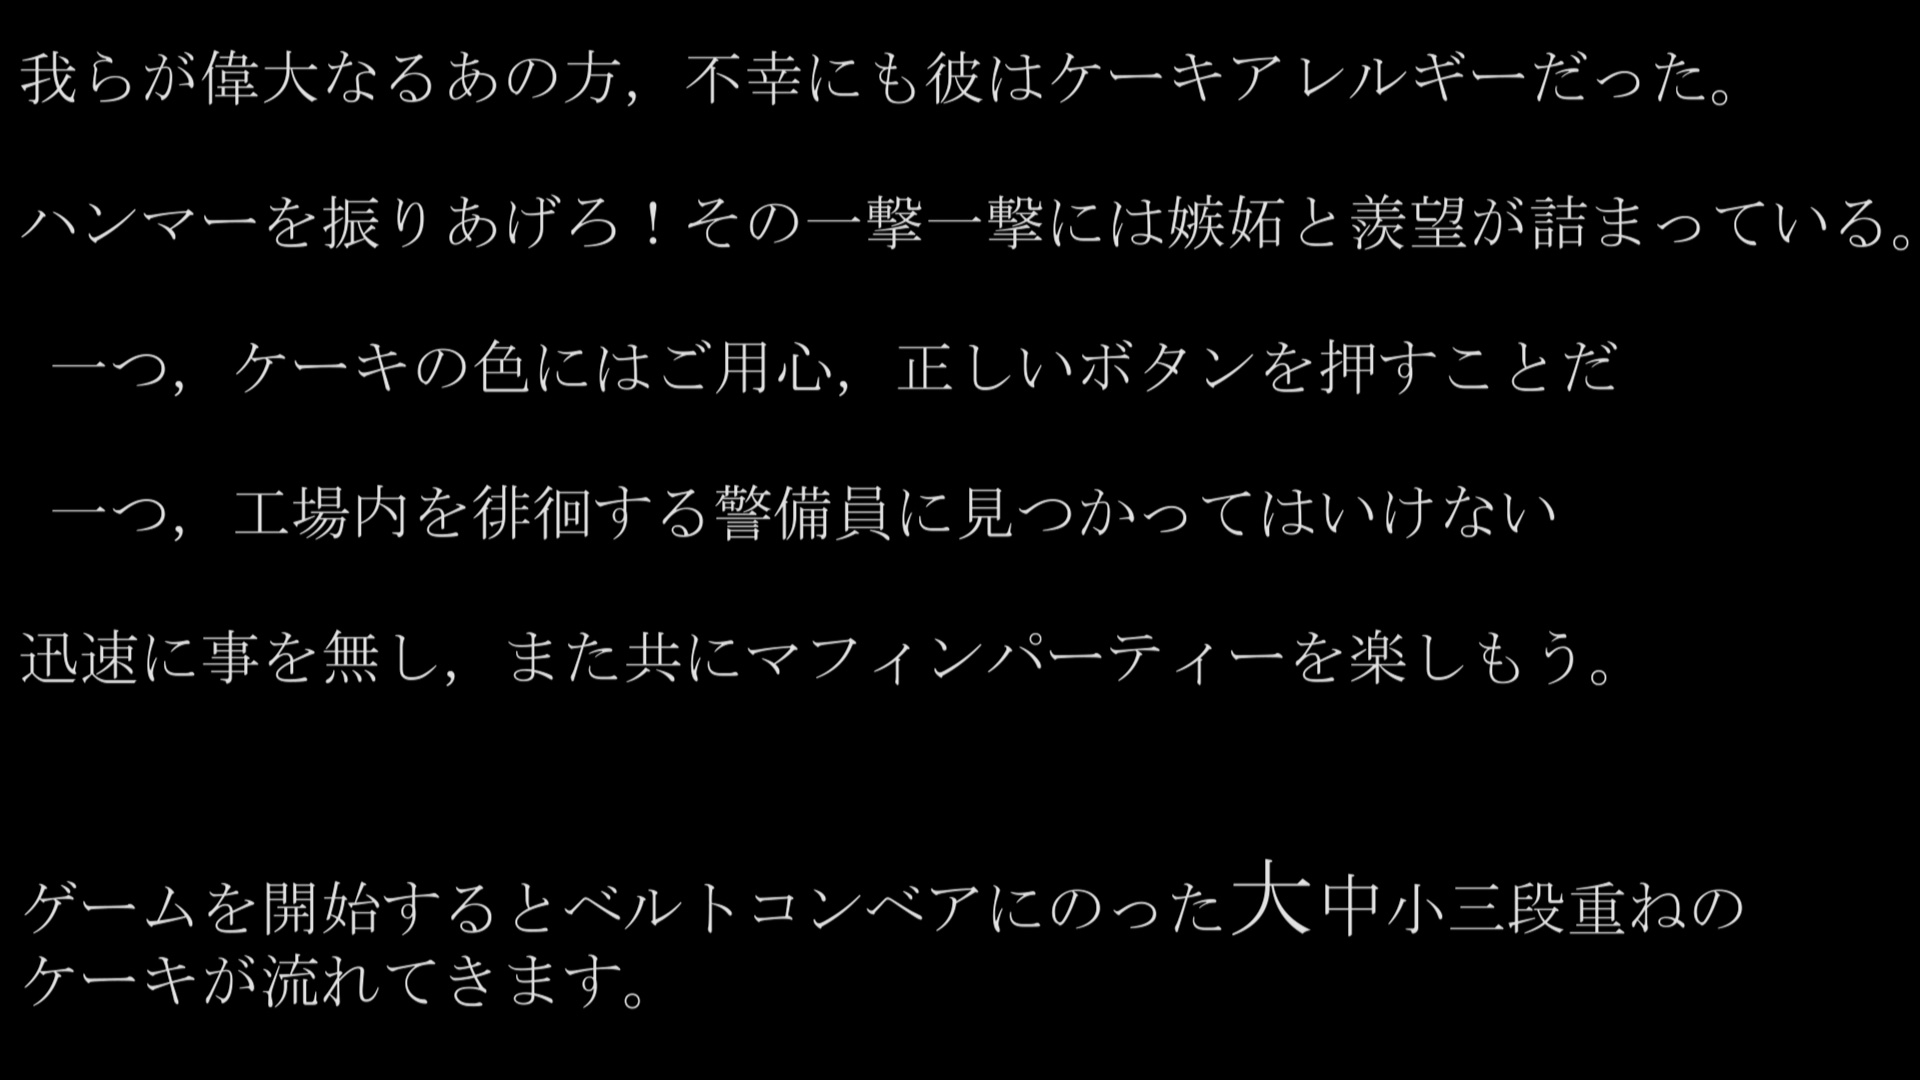 我らが偉大なるあの方，不幸にも彼はケーキアレルギーだった。
ハンマーを振りあげろ！その一撃一撃には嫉妬と羨望が詰まっている。
一つ，ケーキの色にはご用心，正しいボタンを押すことだ
一つ，工場内を徘徊する警備員に見つかってはいけない
迅速に事を無し，また共にマフィンパーティーを楽しもう。
ゲームを開始するとベルトコンベアにのった大中小三段重ねの
ケーキが流れてきます。